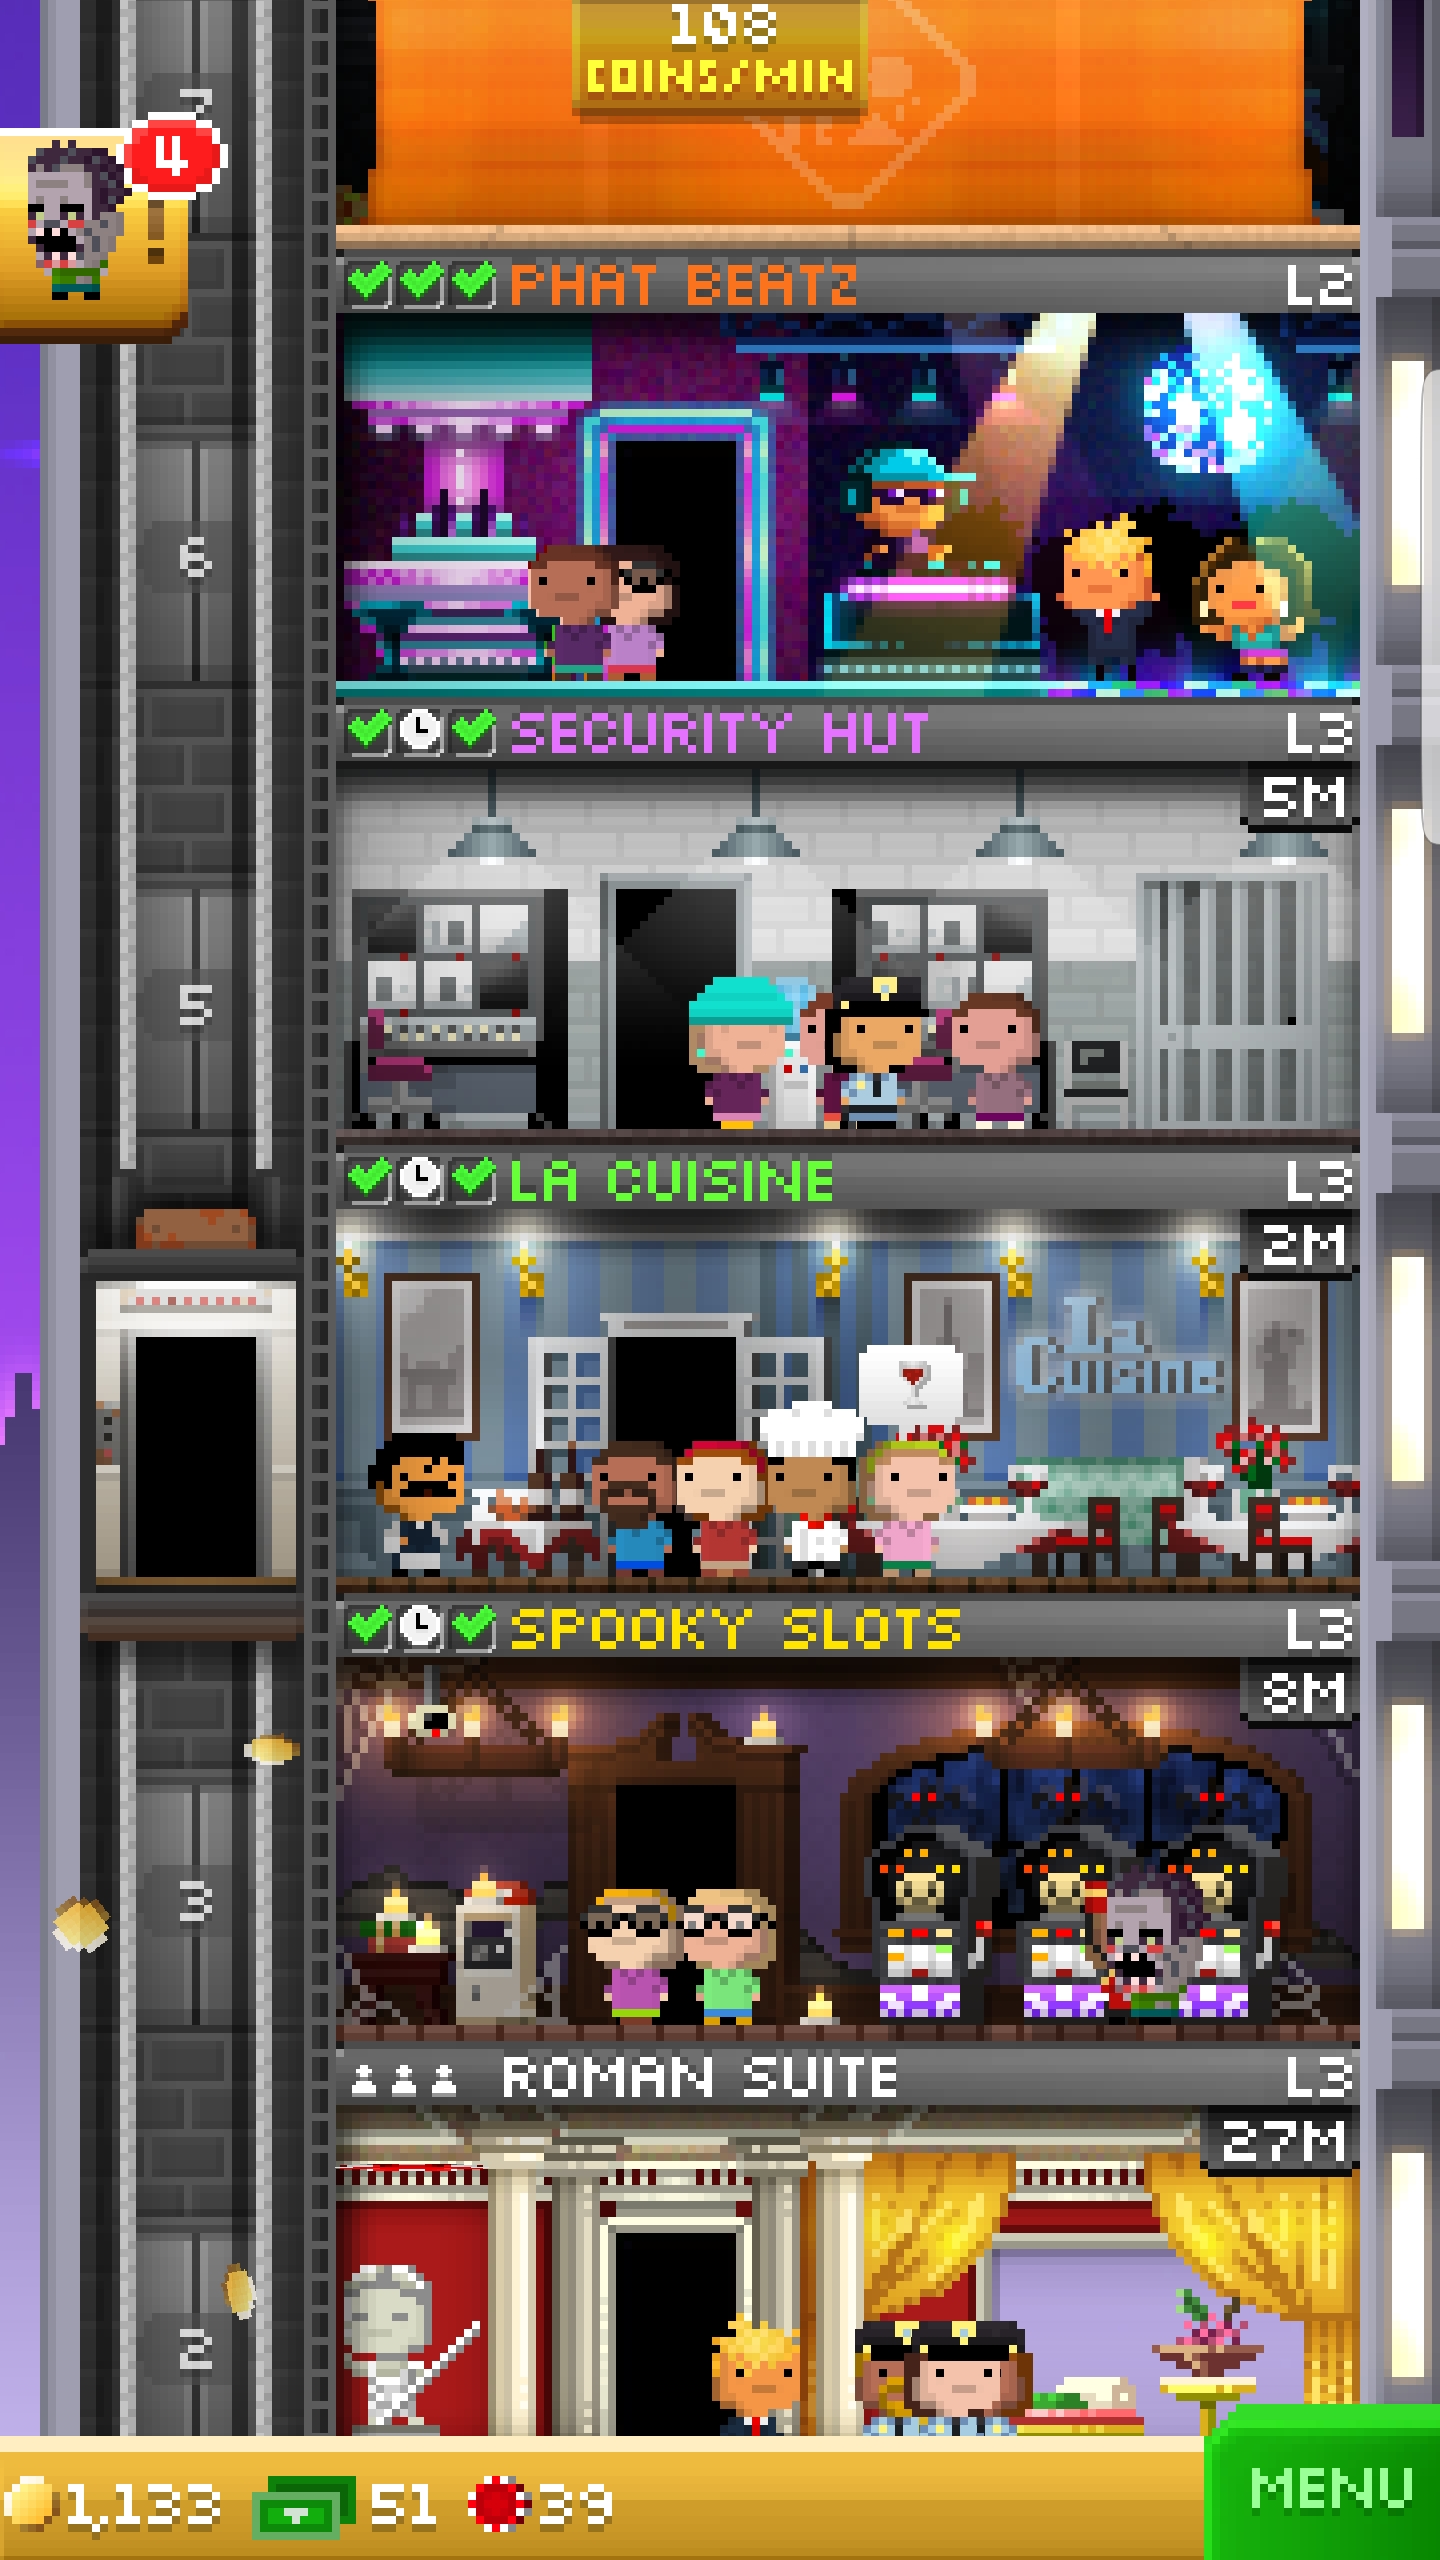 108
COINS/MIN
7
4
!
PHAT BEATZ L2
6
SECURITY HUT L3
5M
5
LA CUISINE L3
2M
La
Cuisine
SPOOKY SLOTS L3
8M
3
ROMAN SUITE L3
27M
2
1,133 51 39
MENU